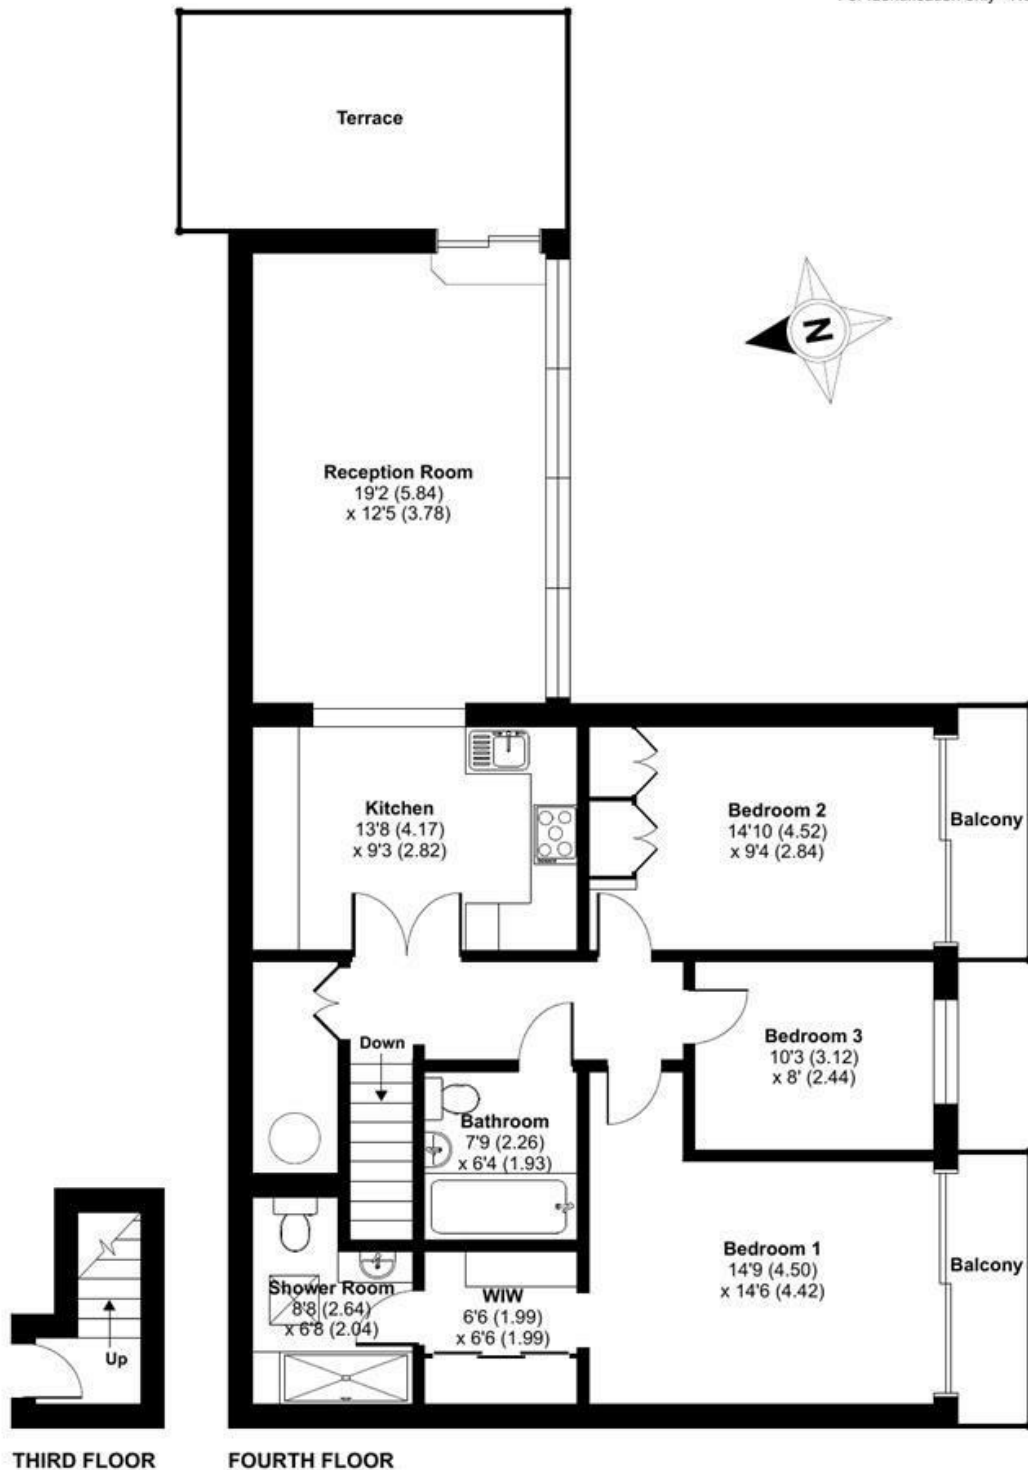 Terrace
N
Reception Room
19'2 (5.84)
x 12'5 (3.78)
Kitchen
13'8 (4.17)
x 9'3 (2.82)
Bedroom 2
14'10 (4.52)
x 9'4 (2.84)
Balcony
Down
Bedroom 3
10'3 (3.12)
x 8' (2.44)
Bathroom
7'9 (2.26)
x 6'4 (1.93)
Bedroom 1
14'9 (4.50)
x 14'6 (4.42)
Balcony
Shower Room
8'8 (2.64)
x 6'8 (2.04)
WIW
6'6 (1.99)
x 6'6 (1.99)
Up
THIRD FLOOR
FOURTH FLOOR